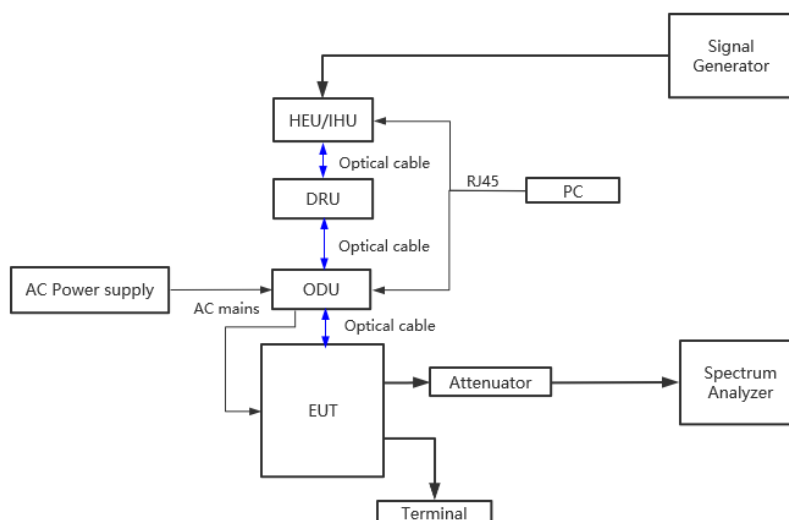 Signal
Generator
HEU/IHU
Optical cable
RJ45
PC
DRU
Optical cable
AC Power supply
AC mains
ODU
Optical cable
EUT
Attenuator
Spectrum
Analyzer
Terminal